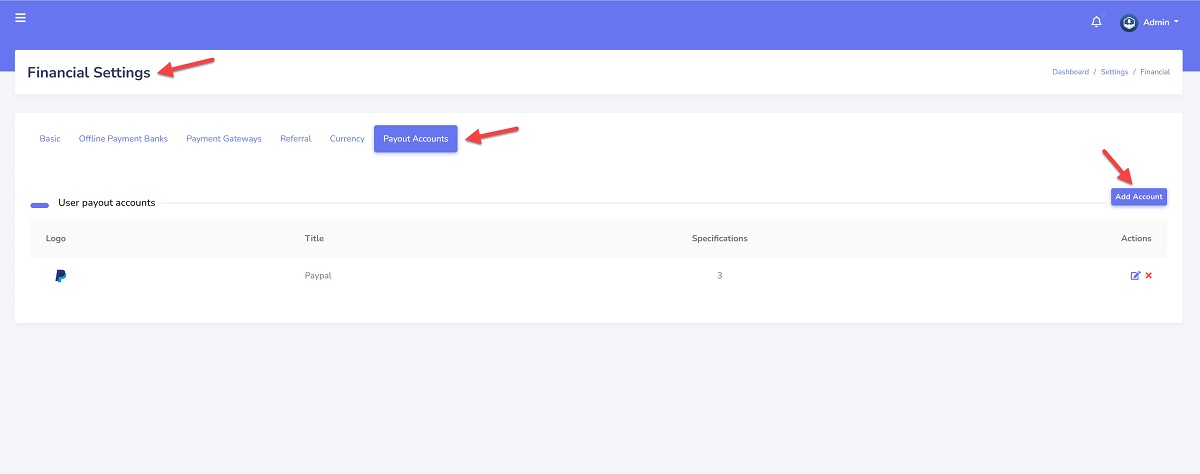 Admin
Financial Settings
Dashboard / Settings / Financial
Basic Offline Payment Banks Payment Gateways Referral Currency Payout Accounts
User payout accounts
Add Account
Logo Title Specifications Actions
Paypal 3